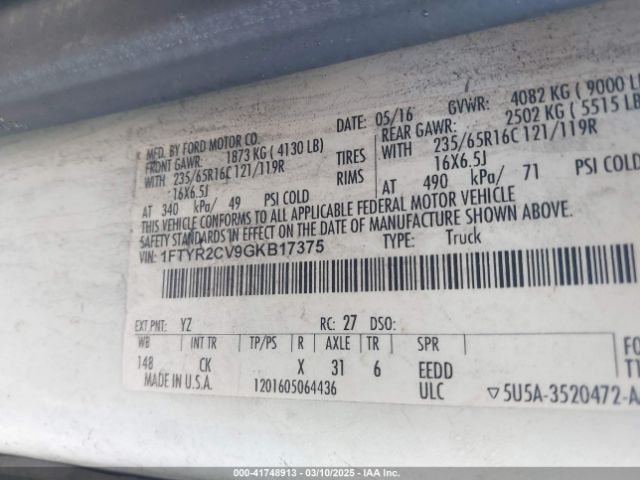 MFD. BY FORD MOTOR CO. DATE: 05/16 GVWR: 4082 KG ( 9000 L
FRONT GAWR: 1873 KG ( 4130 LB) REAR GAWR: 2502 KG ( 5515 LB
WITH 235/65R16C 121/119R TIRES WITH 235/65R16C 121/119R
16X6.5J RIMS 16X6.5J
AT 340 kPa/ 49 PSI COLD AT 490 kPa/ 71 PSI COLD
THIS VEHICLE CONFORMS TO ALL APPLICABLE FEDERAL MOTOR VEHICLE
SAFETY STANDARDS IN EFFECT ON THE DATE OF MANUFACTURE SHOWN ABOVE.
VIN: 1FTYR2CV9GKB17375 TYPE: Truck
EXT PNT: YZ RC: 27 DSO:
WB INT TR TP/PS R AXLE TR SPR
148 CK X 31 6 EEDD
MADE IN U.S.A. 1201605064436 ULC ▽5U5A-3520472-A
000-41748913 — 03/10/2025 — IAA Inc.